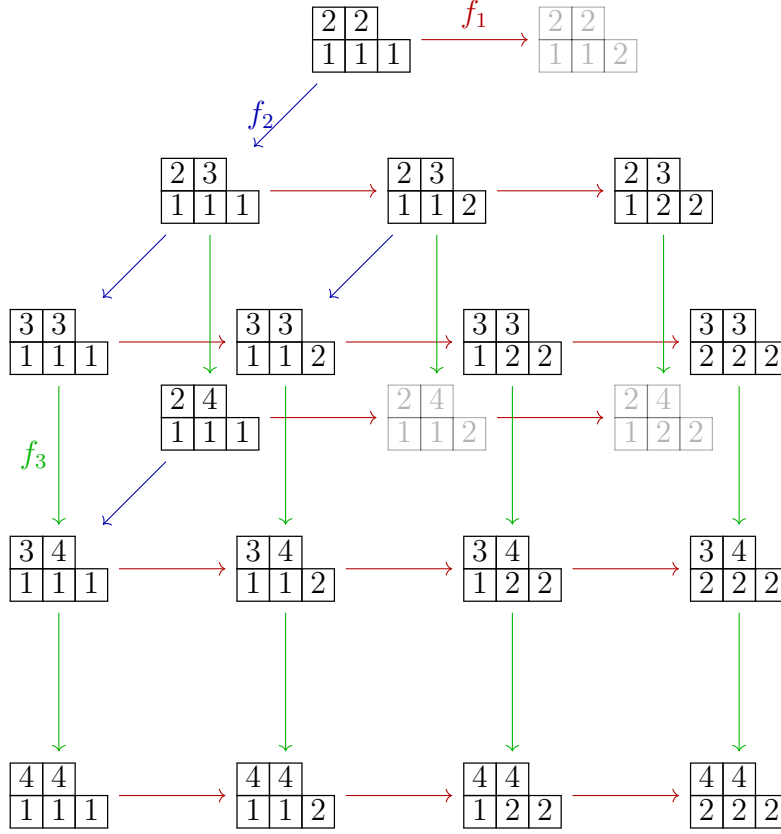 2 2 f₁ 2 2
1 1 1 1 1 2
f₂
2 3 2 3 2 3
1 1 1 1 1 2 1 2 2
3 3 3 3 3 3 3 3
1 1 1 1 1 2 1 2 2 2 2 2
2 4 2 4 2 4
1 1 1 1 1 2 1 2 2
f₃
3 4 3 4 3 4 3 4
1 1 1 1 1 2 1 2 2 2 2 2
4 4 4 4 4 4 4 4
1 1 1 1 1 2 1 2 2 2 2 2